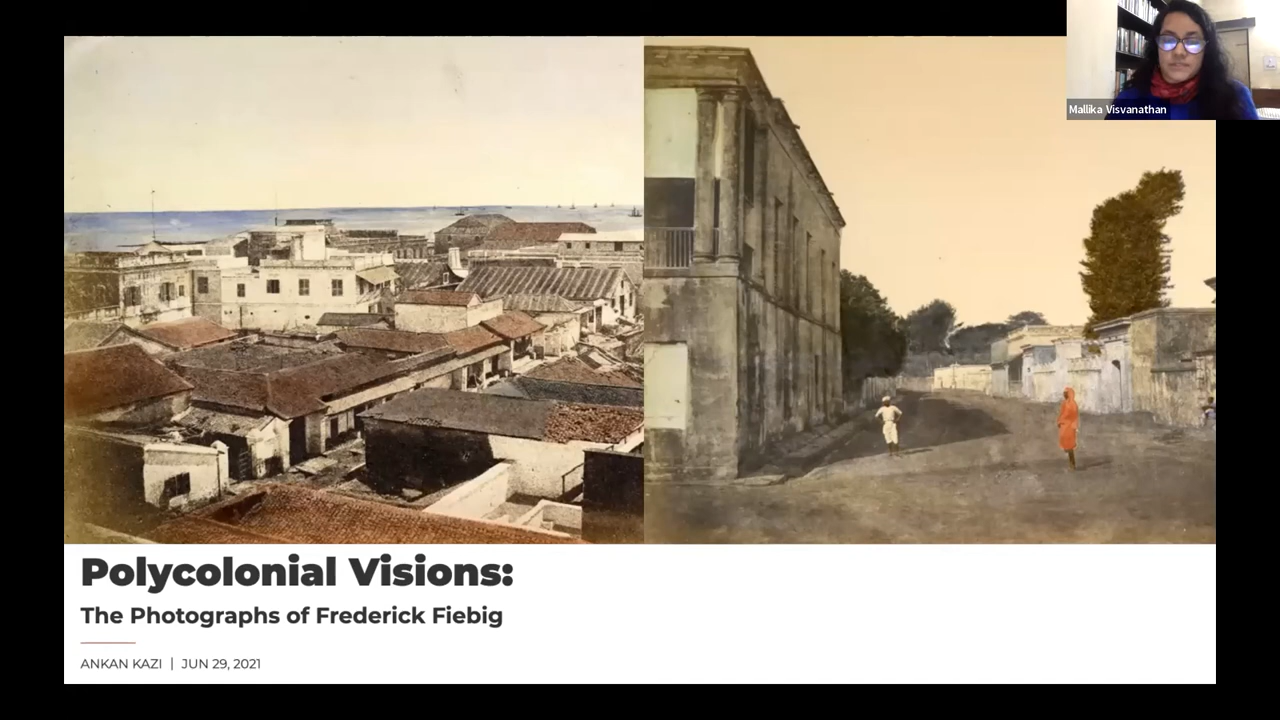 Mallika Visvanathan
Polycolonial Visions:
The Photographs of Frederick Fiebig
ANKAN KAZI | JUN 29, 2021